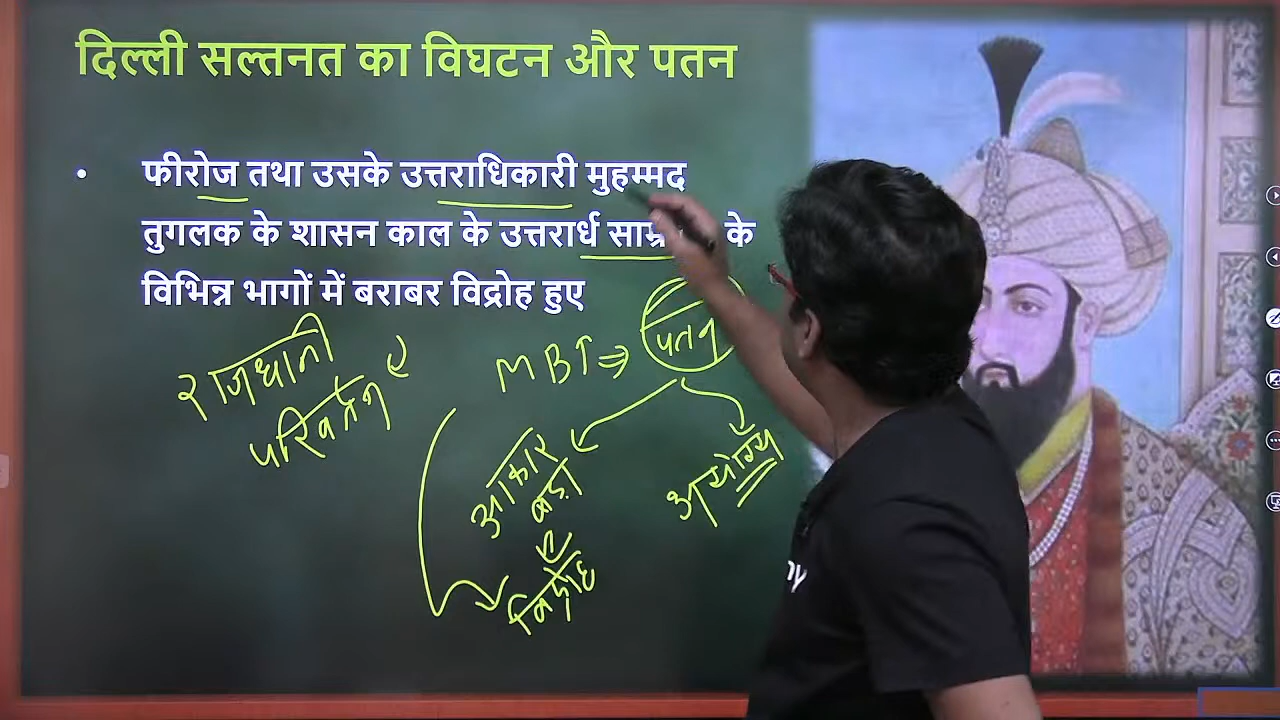 दिल्ली सल्तनत का विघटन और पतन
• फीरोज तथा उसके उत्तराधिकारी मुहम्मद
तुगलक के शासन काल के उत्तरार्ध के
विभिन्न भागों में बराबर विद्रोह हुए
राजधानी
परिवर्तन
MBT ⇒ पतन
आकार
बड़ा
विद्रोह
अयोग्य